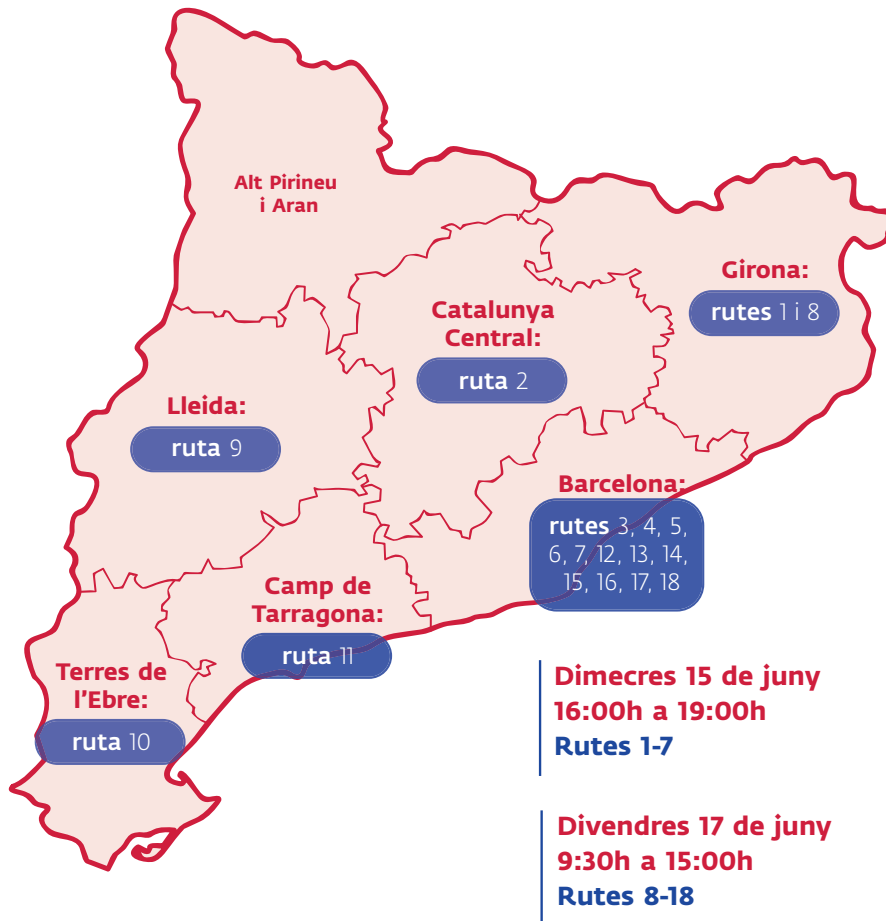 Alt Pirineu
i Aran
Girona:
rutes 1 i 8
Catalunya
Central:
ruta 2
Lleida:
ruta 9
Barcelona:
rutes 3, 4, 5,
6, 7, 12, 13, 14,
15, 16, 17, 18
Camp de
Tarragona:
ruta 11
Terres de
l'Ebre:
ruta 10
Dimecres 15 de juny
16:00h a 19:00h
Rutes 1-7
Divendres 17 de juny
9:30h a 15:00h
Rutes 8-18